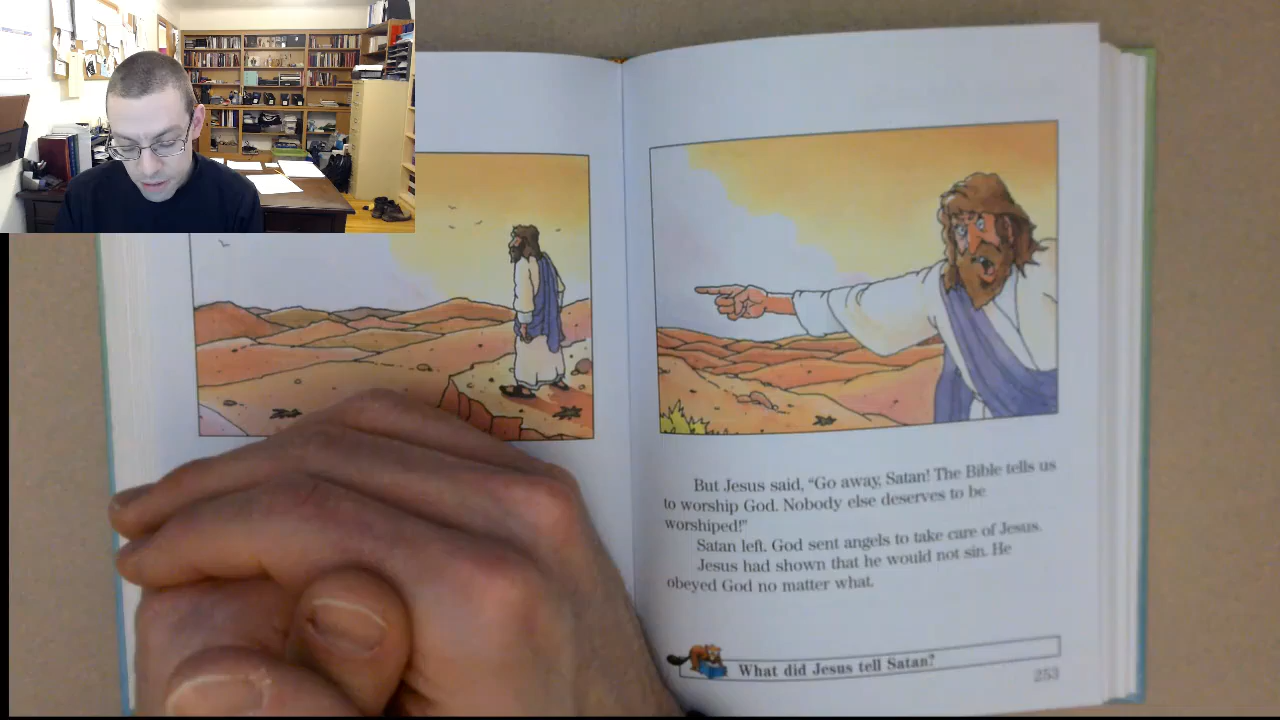 But Jesus said, “Go away, Satan! The Bible tells us
to worship God. Nobody else deserves to be
worshiped!”
Satan left. God sent angels to take care of Jesus.
Jesus had shown that he would not sin. He
obeyed God no matter what.
What did Jesus tell Satan?
253